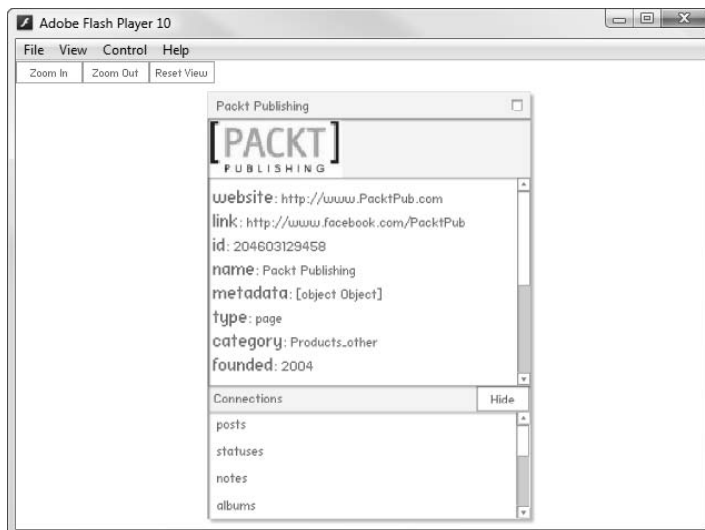 Adobe Flash Player 10
File View Control Help
Zoom In Zoom Out Reset View
Packt Publishing
[PACKT]
PUBLISHING
website: http://www.PacktPub.com
link: http://www.facebook.com/PacktPub
id: 204603129458
name: Packt Publishing
metadata: [object Object]
type: page
category: Products_other
founded: 2004
Connections Hide
posts
statuses
notes
albums